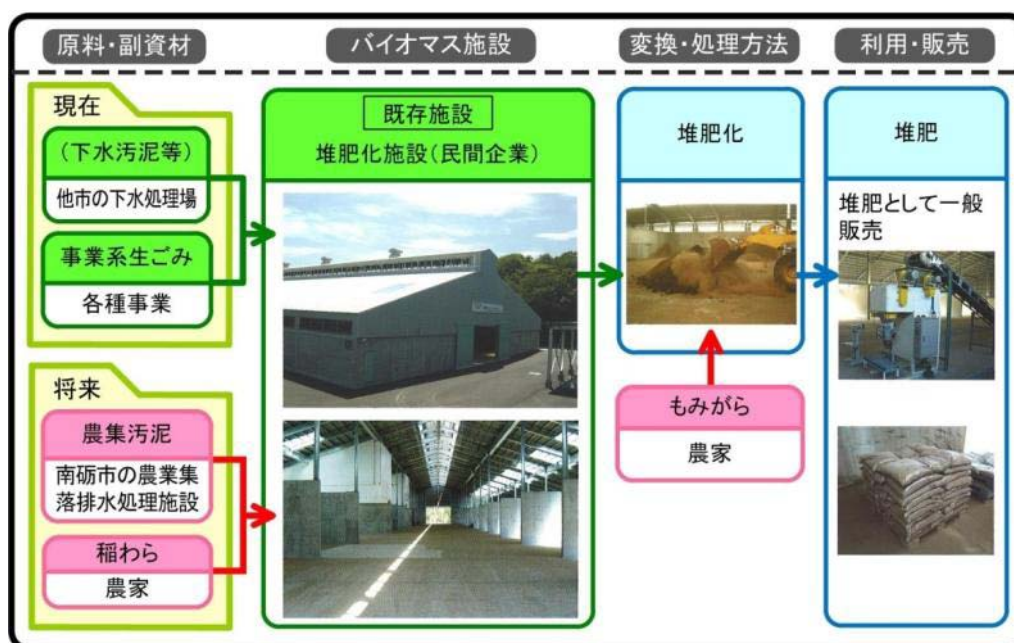 原料・副資材
バイオマス施設
変換・処理方法
利用・販売
現在
(下水汚泥等)
他市の下水処理場
事業系生ごみ
各種事業
将来
農集汚泥
南砺市の農業集
落排水処理施設
稲わら
農家
既存施設
堆肥化施設(民間企業)
堆肥化
もみがら
農家
堆肥
堆肥として一般
販売